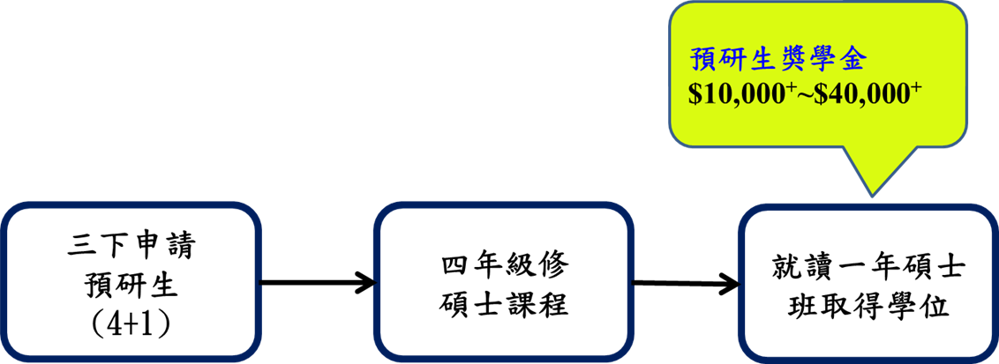 預研生獎學金
$10,000⁺~$40,000⁺
三下申請
預研生
(4+1)
四年級修
碩士課程
就讀一年碩士
班取得學位